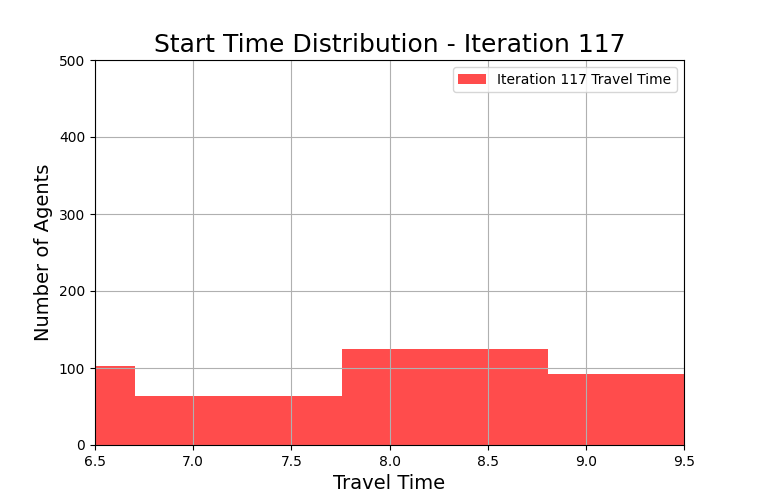 Start Time Distribution - Iteration 117
Iteration 117 Travel Time
500
400
300
200
100
0
Number of Agents
6.5 7.0 7.5 8.0 8.5 9.0 9.5
Travel Time